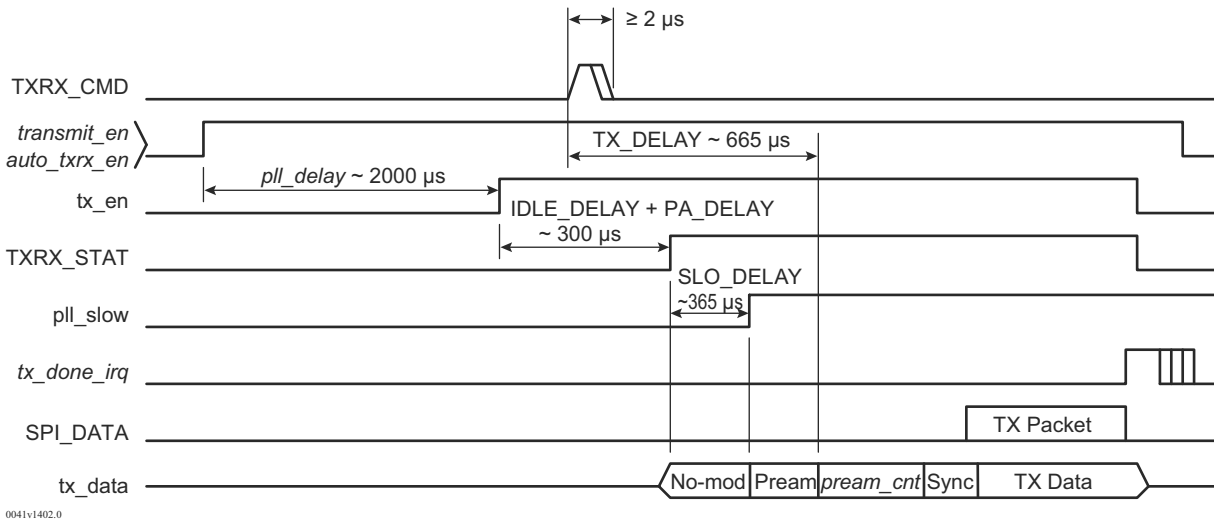 ≥ 2 µs
TXRX_CMD
transmit_en
auto_txrx_en
TX_DELAY ~ 665 µs
pll_delay ~ 2000 µs
tx_en
IDLE_DELAY + PA_DELAY
~ 300 µs
TXRX_STAT
SLO_DELAY
~365 µs
pll_slow
tx_done_irq
SPI_DATA
TX Packet
tx_data
No-mod Pream pream_cnt Sync TX Data
0041v1402.0